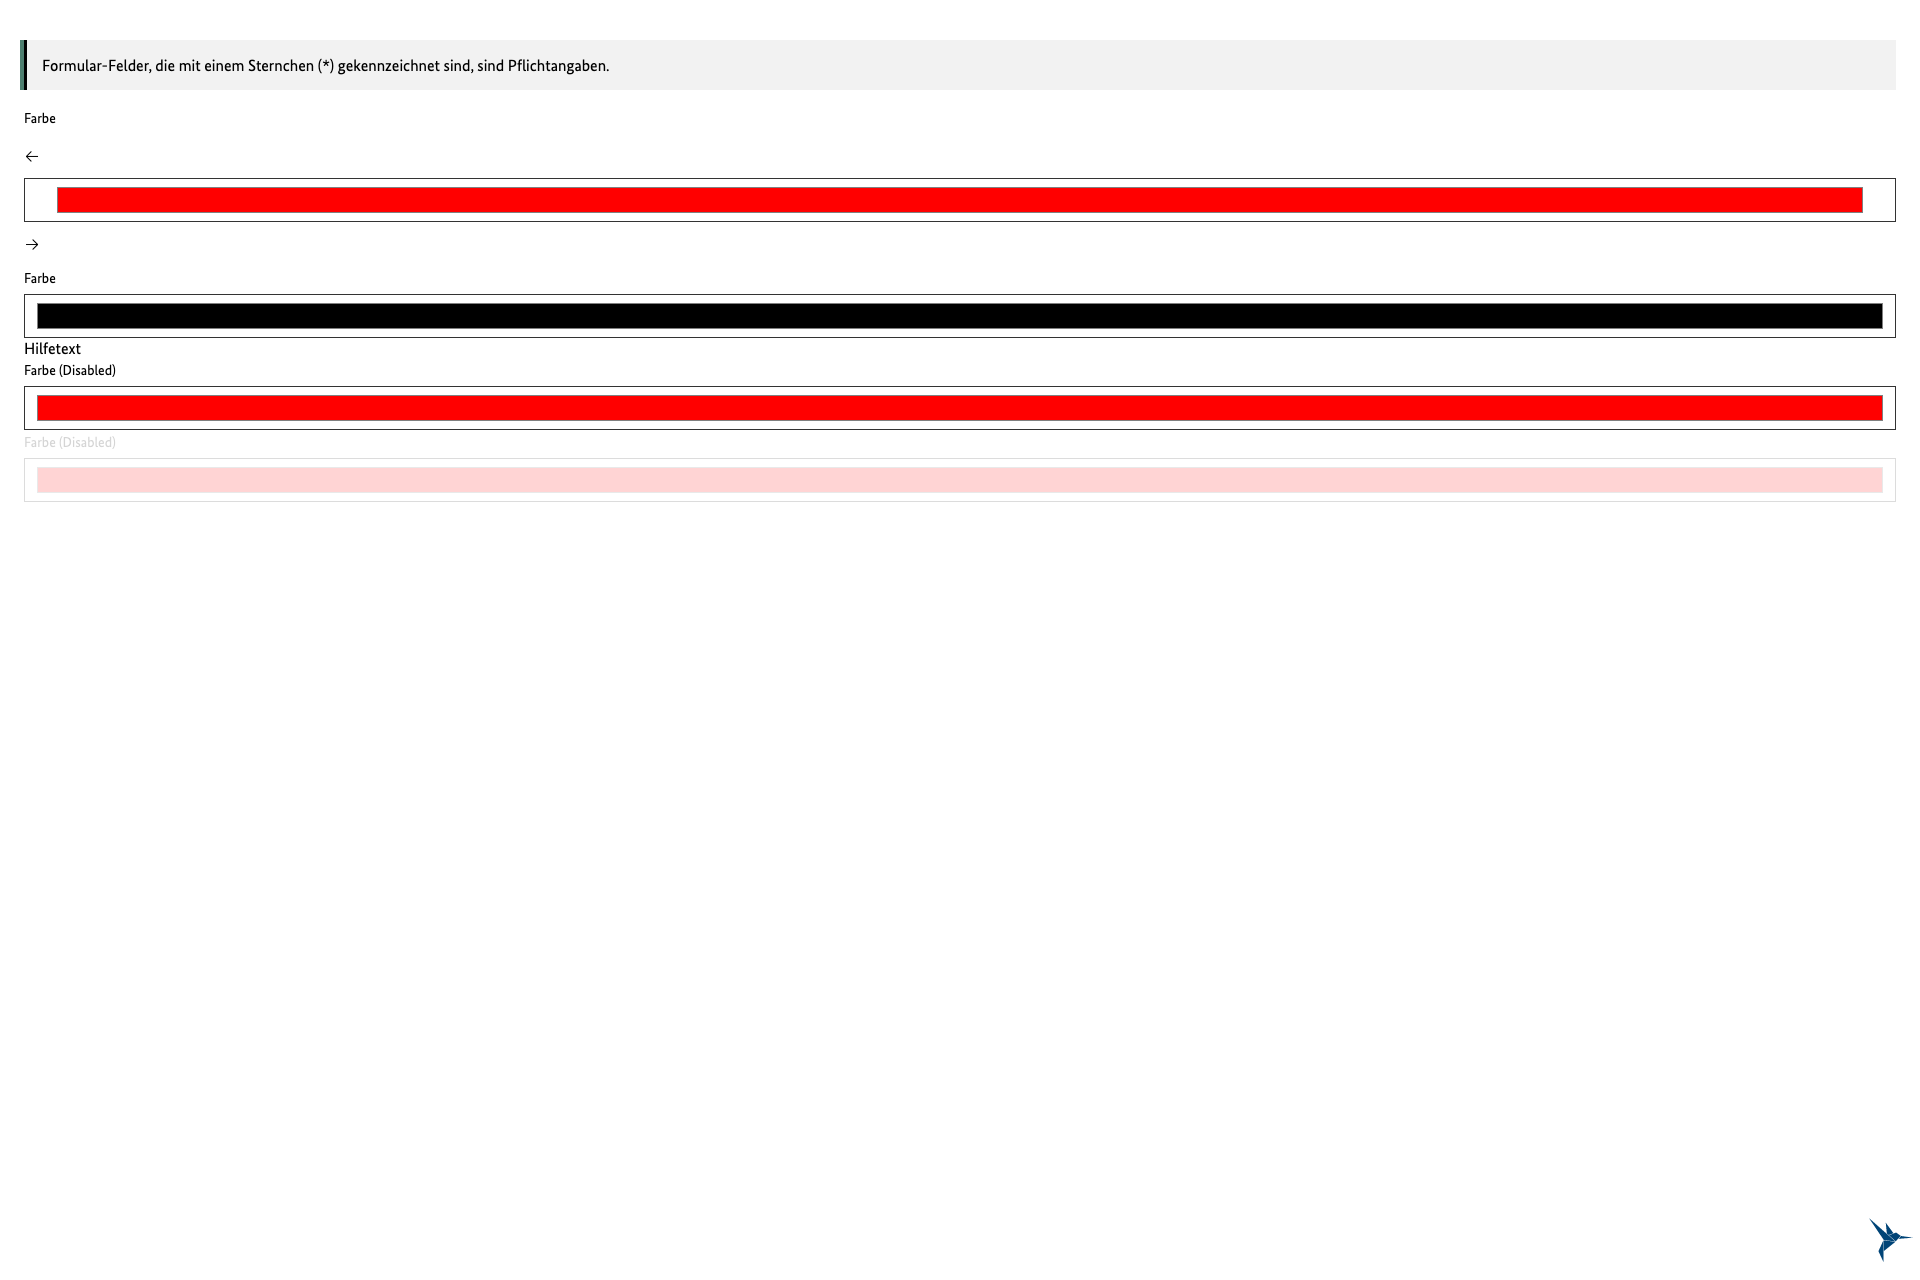 Formular-Felder, die mit einem Sternchen (*) gekennzeichnet sind, sind Pflichtangaben.
Farbe
←
→
Farbe
Hilfetext
Farbe (Disabled)
Farbe (Disabled)